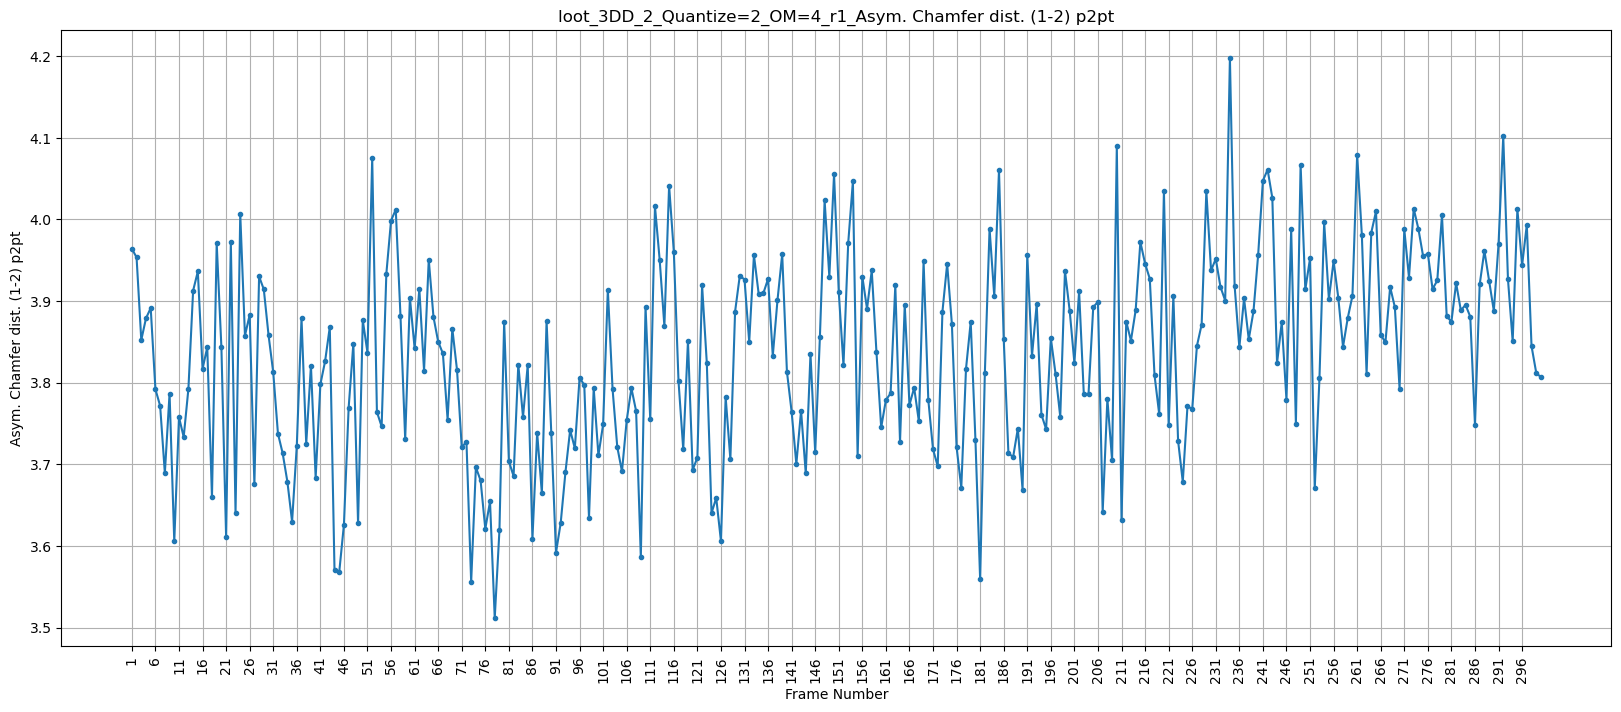 loot_3DD_2_Quantize=2_OM=4_r1_Asym. Chamfer dist. (1-2) p2pt
Asym. Chamfer dist. (1-2) p2pt
4.2
4.1
4.0
3.9
3.8
3.7
3.6
3.5
1 6 11 16 21 26 31 36 41 46 51 56 61 66 71 76 81 86 91 96 101 106 111 116 121 126 131 136 141 146 151 156 161 166 171 176 181 186 191 196 201 206 211 216 221 226 231 236 241 246 251 256 261 266 271 276 281 286 291 296
Frame Number